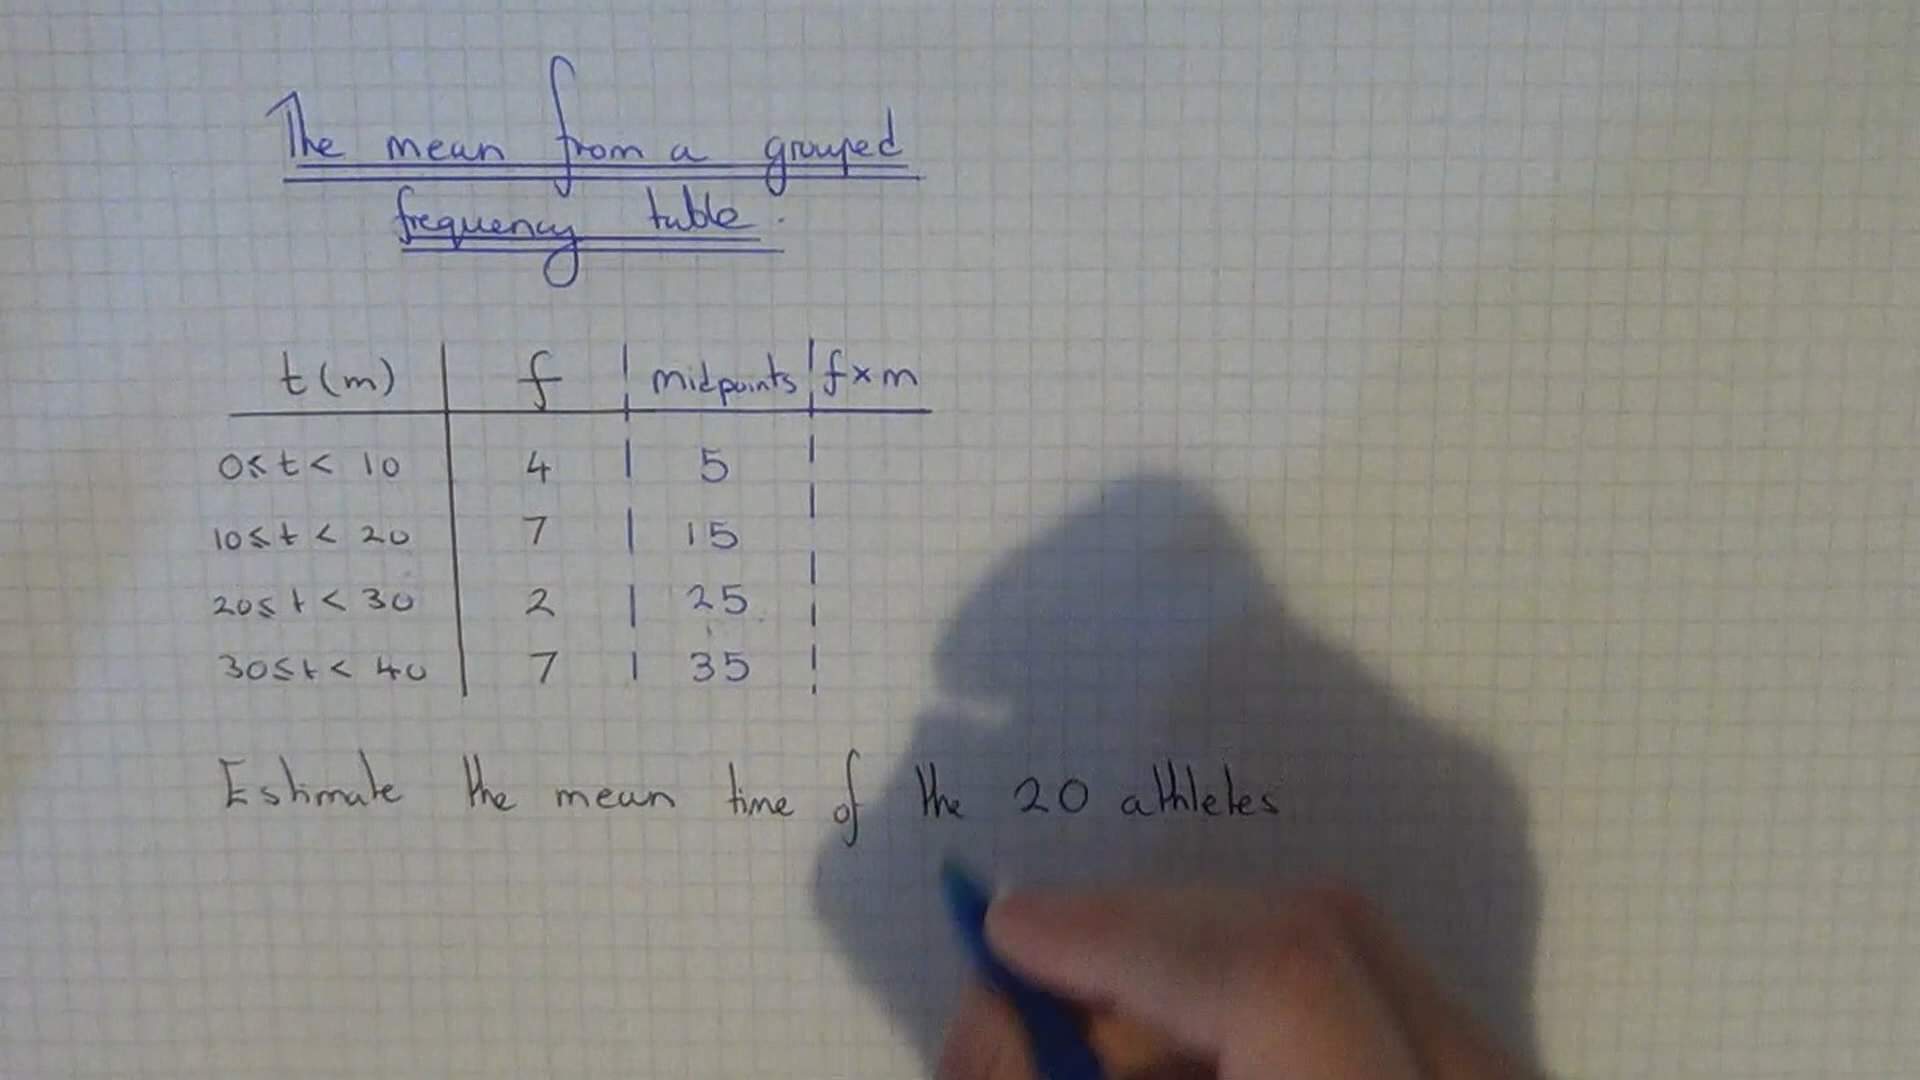 The mean from a grouped
frequency table.
t(m) f midpoints f×m
0≤t< 10 4 5
10≤t < 20 7 15
20≤t < 30 2 25
30≤t< 40 7 35
Estimate the mean time of the 20 athletes